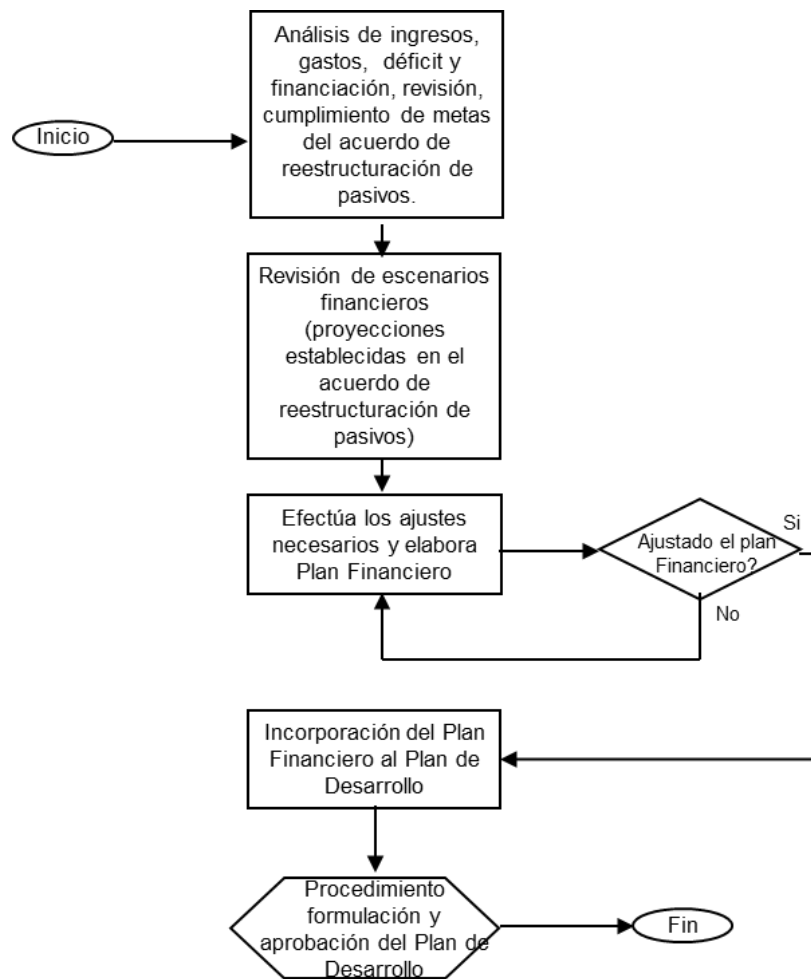 Inicio
Análisis de ingresos,
gastos, déficit y
financiación, revisión,
cumplimiento de metas
del acuerdo de
reestructuración de
pasivos.
Revisión de escenarios
financieros
(proyecciones
establecidas en el
acuerdo de
reestructuración de
pasivos)
Efectúa los ajustes
necesarios y elabora
Plan Financiero
Ajustado el plan
Financiero?
Si
No
Incorporación del Plan
Financiero al Plan de
Desarrollo
Procedimiento
formulación y
aprobación del Plan de
Desarrollo
Fin